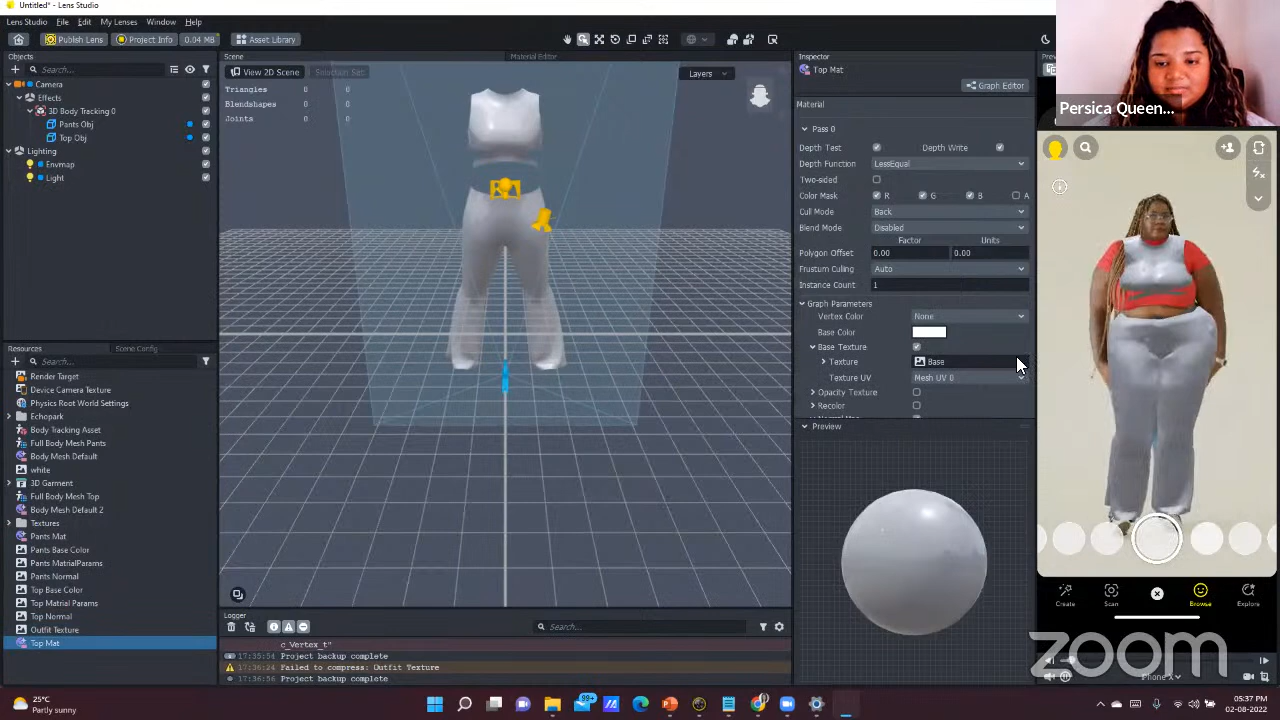 Untitled* - Lens Studio
Lens Studio File Edit My Lenses Window Help
Publish Lens Project Info 0.04 MB Asset Library
Objects
Search...
Camera
Effects
3D Body Tracking 0
Pants Obj
Top Obj
Lighting
Envmap
Light
Resources Scene Config
Search...
Render Target
Device Camera Texture
Physics Root World Settings
Echopark
Body Tracking Asset
Full Body Mesh Pants
Body Mesh Default
white
3D Garment
Full Body Mesh Top
Body Mesh Default 2
Textures
Pants Mat
Pants Base Color
Pants MatrialParams
Pants Normal
Top Base Color
Top Matrial Params
Top Normal
Outfit Texture
Top Mat
Scene Material Editor
View 2D Scene Selection Set
Layers
Triangles 0 0
Blendshapes 0 0
Joints 0 0
Logger
Search...
c_Vertex_t"
17:35:54 Project backup complete
17:36:24 Failed to compress: Outfit Texture
17:36:56 Project backup complete
Inspector
Top Mat
Graph Editor
Material
Pass 0
Depth Test Depth Write
Depth Function LessEqual
Two-sided
Color Mask R G B A
Cull Mode Back
Blend Mode Disabled
Factor Units
Polygon Offset 0.00 0.00
Frustum Culing Auto
Instance Count 1
Graph Parameters
Vertex Color None
Base Color
Base Texture
Texture Base
Texture UV Mesh UV 0
Opacity Texture
Recolor
Preview
Persica Queen...
Create Scan Browse Explore
zoom
25°C
Partly sunny
99+
05:37 PM
02-08-2022